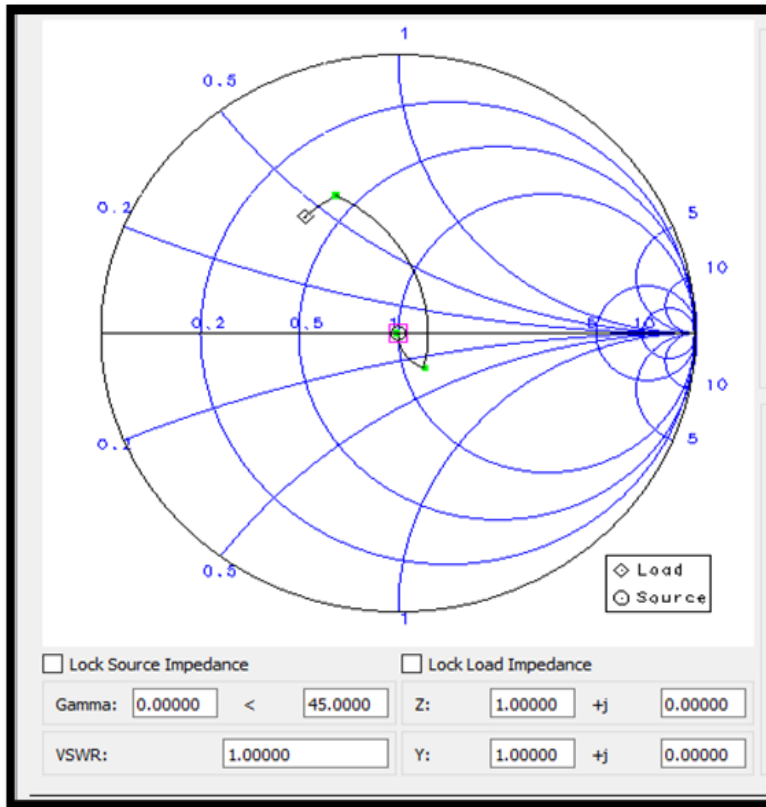 1
0.5
0.2
5
10
0.2 0.5 1 5 10
10
0.2
5
0.5
1
Load
Source
Lock Source Impedance Lock Load Impedance
Gamma: 0.00000 < 45.0000 Z: 1.00000 +j 0.00000
VSWR: 1.00000 Y: 1.00000 +j 0.00000